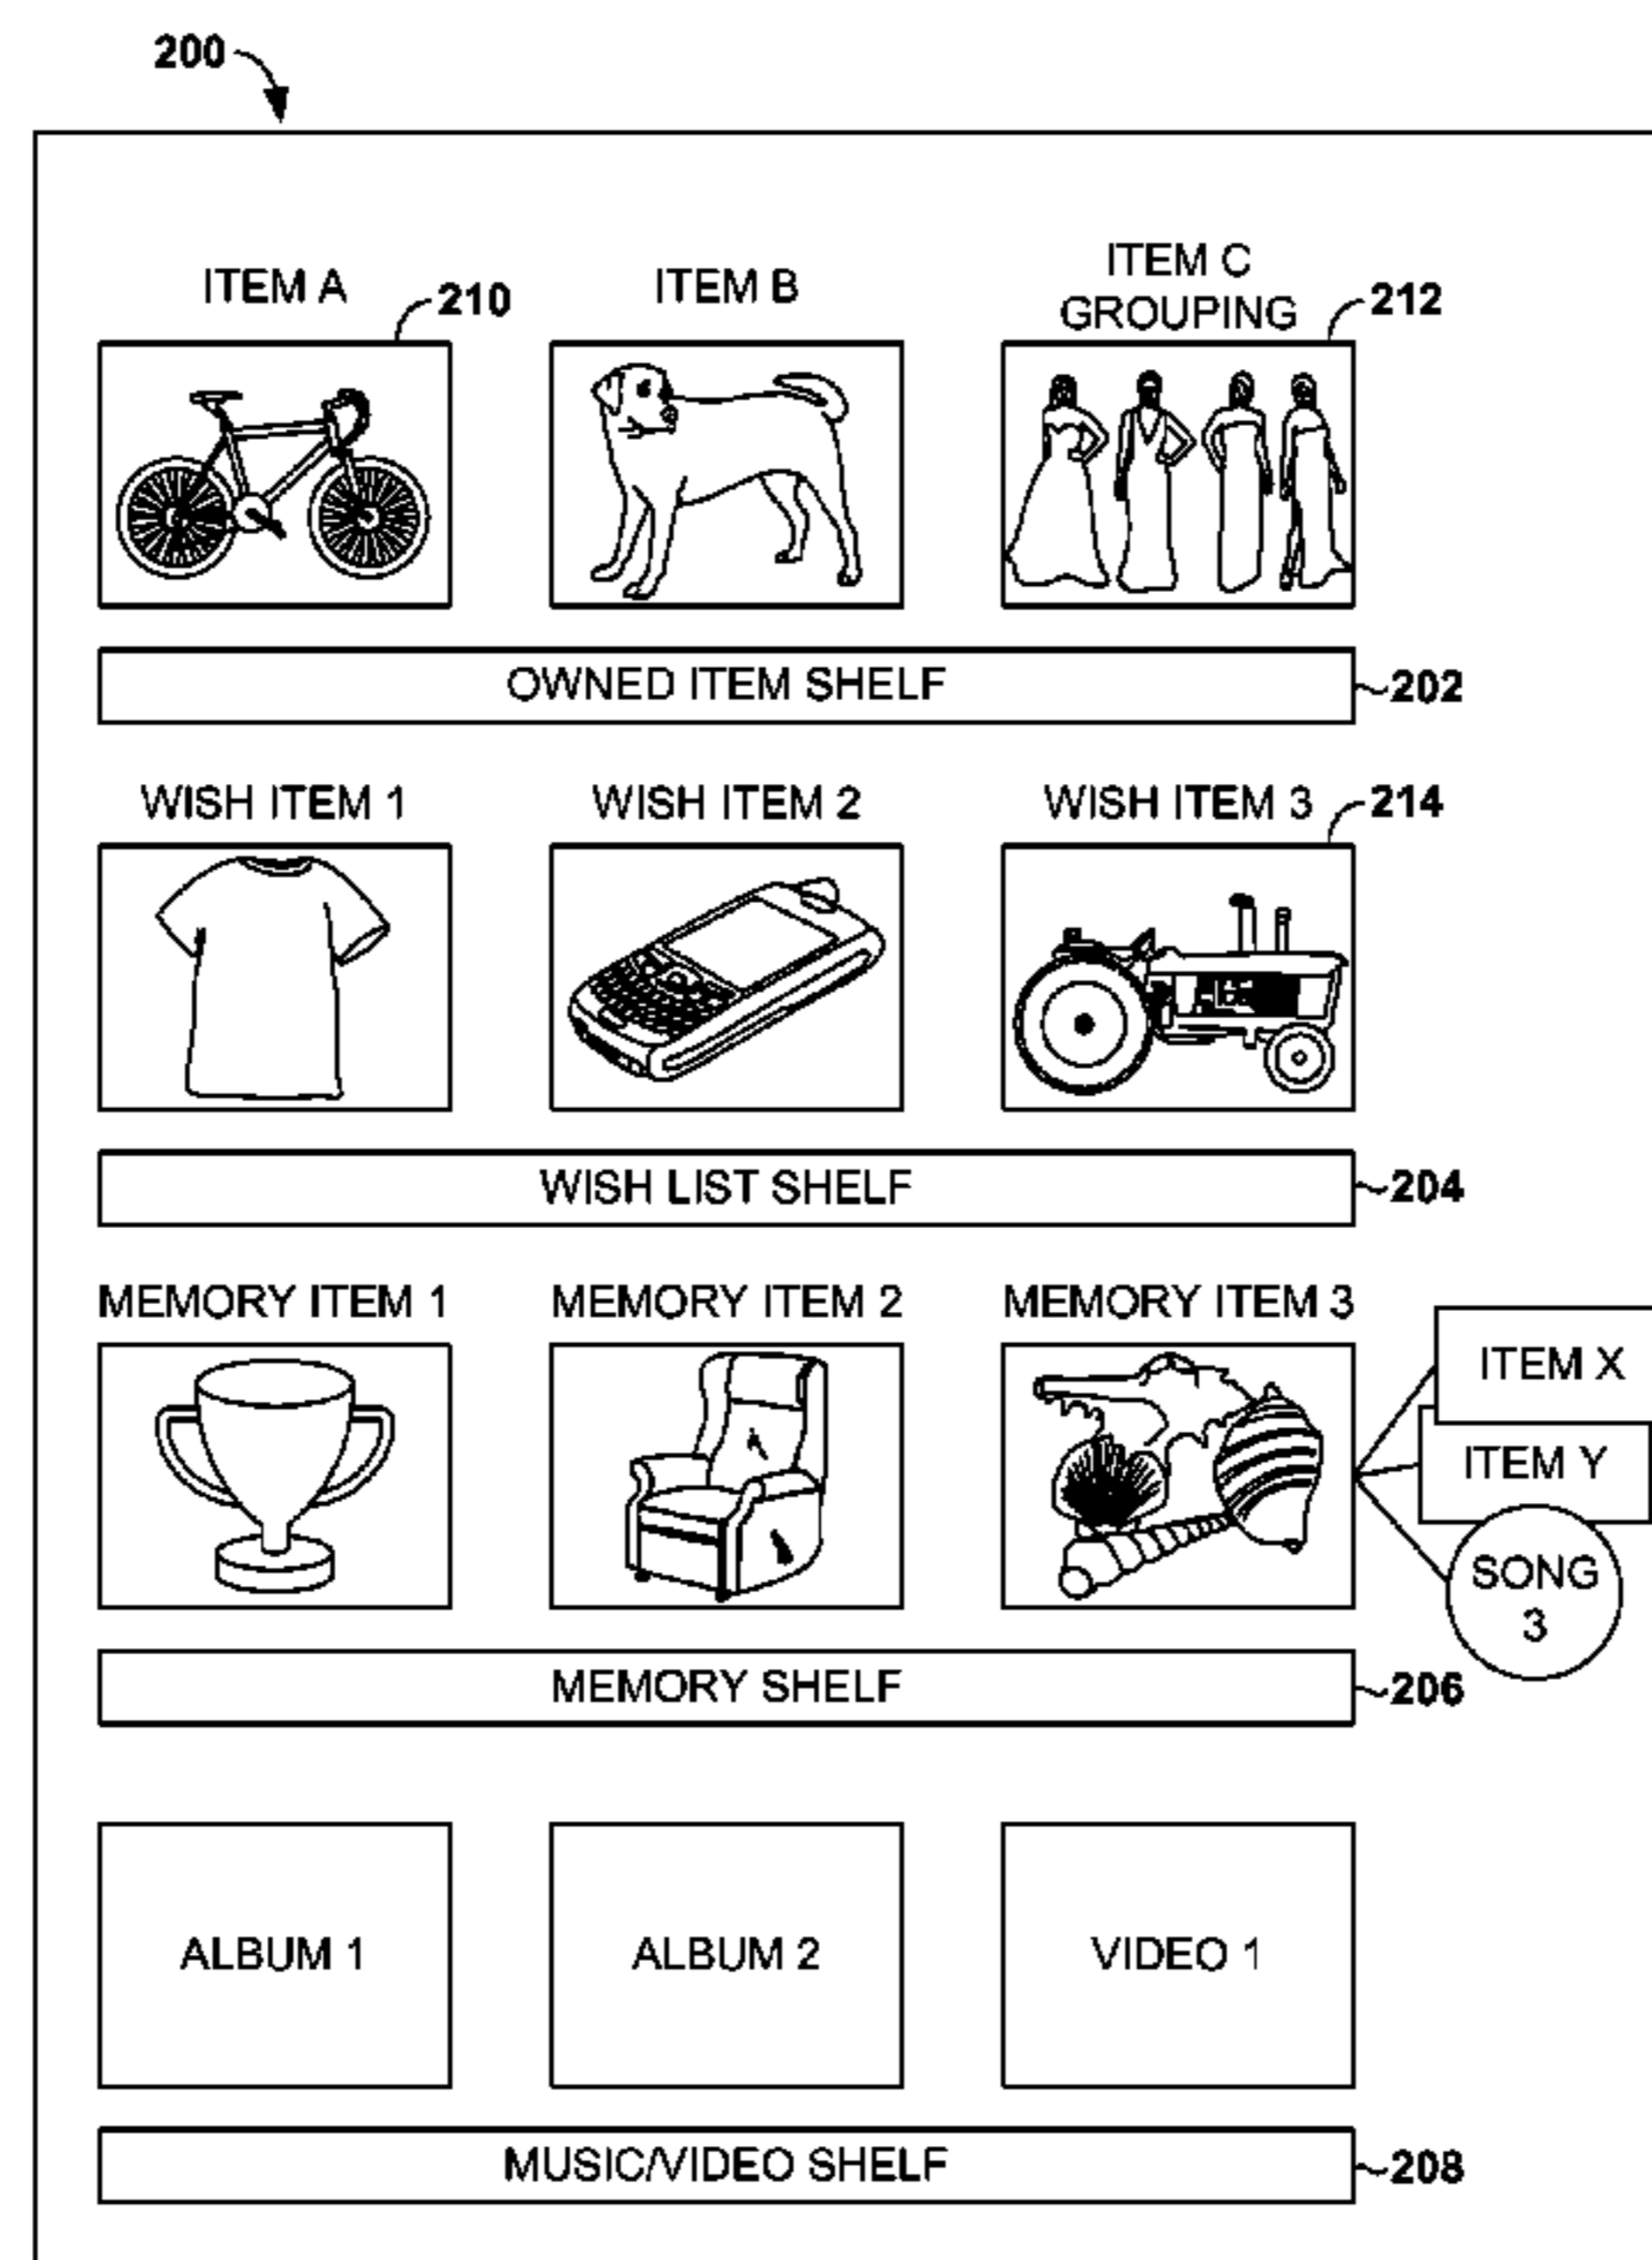 200
ITEM A
210
ITEM B
ITEM C
GROUPING
212
OWNED ITEM SHELF
202
WISH ITEM 1
WISH ITEM 2
WISH ITEM 3
214
WISH LIST SHELF
204
MEMORY ITEM 1
MEMORY ITEM 2
MEMORY ITEM 3
ITEM X
ITEM Y
SONG
3
MEMORY SHELF
206
ALBUM 1
ALBUM 2
VIDEO 1
MUSIC/VIDEO SHELF
208